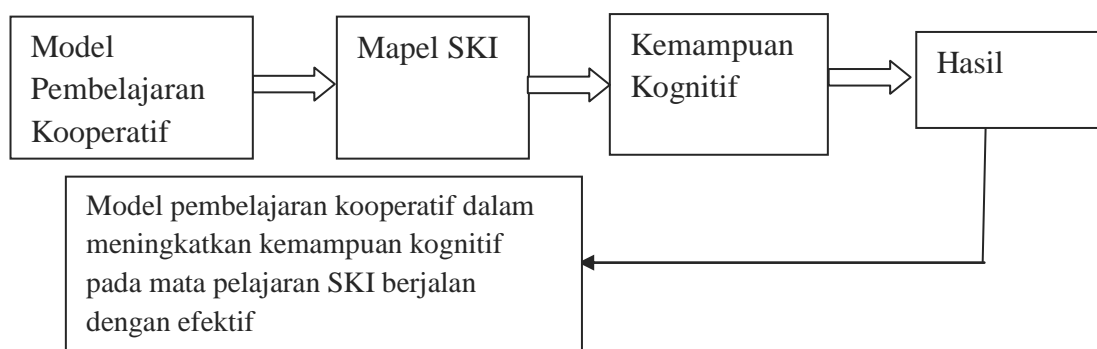 Model
Pembelajaran
Kooperatif
Mapel SKI
Kemampuan
Kognitif
Hasil
Model pembelajaran kooperatif dalam
meningkatkan kemampuan kognitif
pada mata pelajaran SKI berjalan
dengan efektif